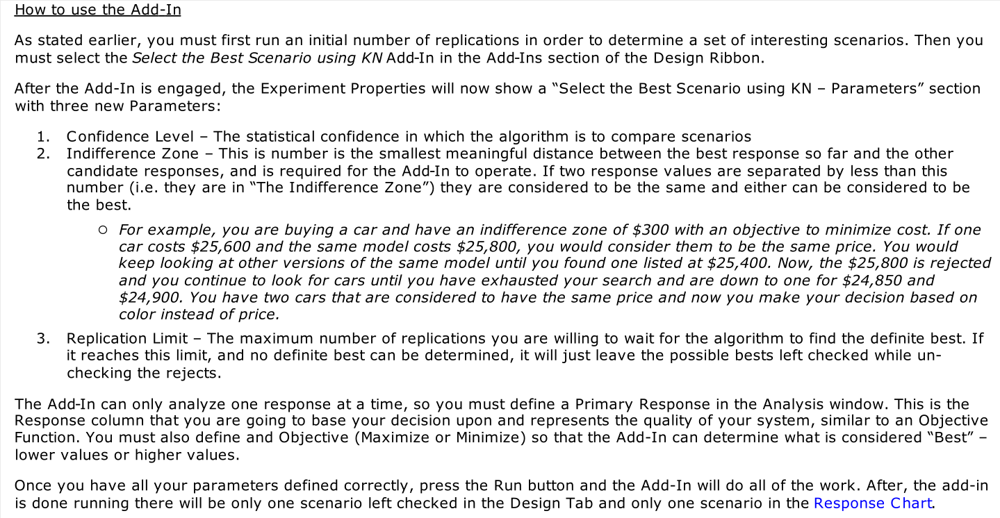 How to use the Add-In
As stated earlier, you must first run an initial number of replications in order to determine a set of interesting scenarios. Then you
must select the Select the Best Scenario using KN Add-In in the Add-Ins section of the Design Ribbon.
After the Add-In is engaged, the Experiment Properties will now show a “Select the Best Scenario using KN – Parameters” section
with three new Parameters:
1. Confidence Level – The statistical confidence in which the algorithm is to compare scenarios
2. Indifference Zone – This is number is the smallest meaningful distance between the best response so far and the other
candidate responses, and is required for the Add-In to operate. If two response values are separated by less than this
number (i.e. they are in “The Indifference Zone”) they are considered to be the same and either can be considered to be
the best.
○ For example, you are buying a car and have an indifference zone of $300 with an objective to minimize cost. If one
car costs $25,600 and the same model costs $25,800, you would consider them to be the same price. You would
keep looking at other versions of the same model until you found one listed at $25,400. Now, the $25,800 is rejected
and you continue to look for cars until you have exhausted your search and are down to one for $24,850 and
$24,900. You have two cars that are considered to have the same price and now you make your decision based on
color instead of price.
3. Replication Limit – The maximum number of replications you are willing to wait for the algorithm to find the definite best. If
it reaches this limit, and no definite best can be determined, it will just leave the possible bests left checked while un-
checking the rejects.
The Add-In can only analyze one response at a time, so you must define a Primary Response in the Analysis window. This is the
Response column that you are going to base your decision upon and represents the quality of your system, similar to an Objective
Function. You must also define and Objective (Maximize or Minimize) so that the Add-In can determine what is considered “Best” –
lower values or higher values.
Once you have all your parameters defined correctly, press the Run button and the Add-In will do all of the work. After, the add-in
is done running there will be only one scenario left checked in the Design Tab and only one scenario in the Response Chart.